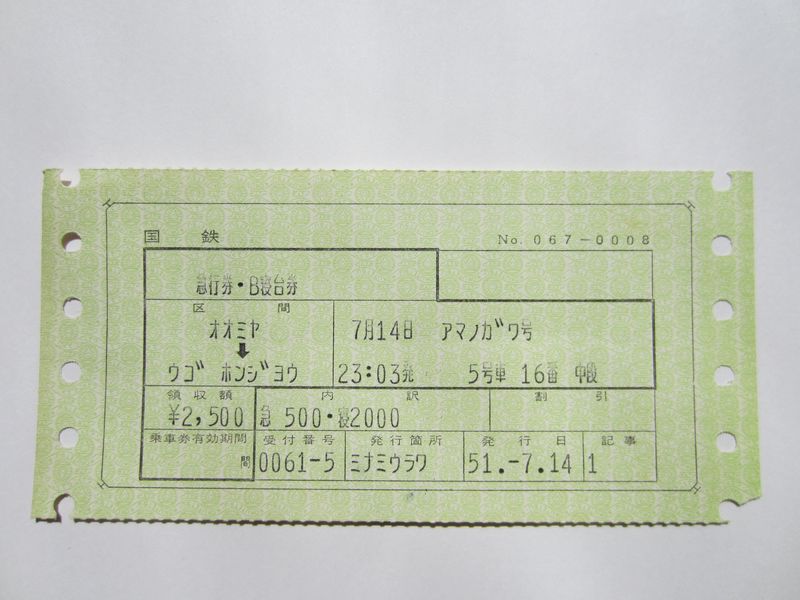 国鉄 No. 067-0008
急行券・B寝台券
区間
オオミヤ
↓
ウゴ ホンジヨウ
7月14日 アマノガワ号
23:03発 5号車 16番 中段
領収額 内訳 割引
¥2,500 急 500・寝2000
乗車券有効期間 受付番号 発行箇所 発行日 記事
間 0061-5 ミナミウラワ 51.-7.14 1